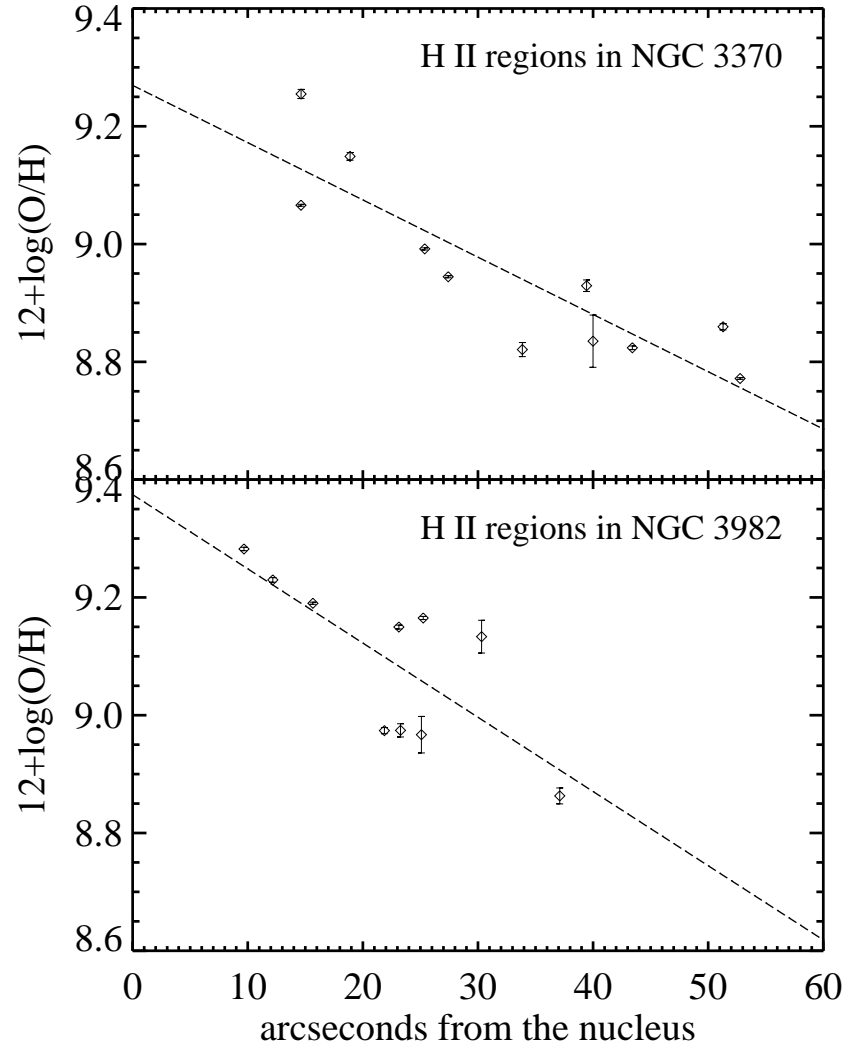 9.4
H II regions in NGC 3370
9.2
9.0
8.8
8.6
12+log(O/H)
9.4
H II regions in NGC 3982
9.2
9.0
8.8
8.6
12+log(O/H)
0 10 20 30 40 50 60
arcseconds from the nucleus